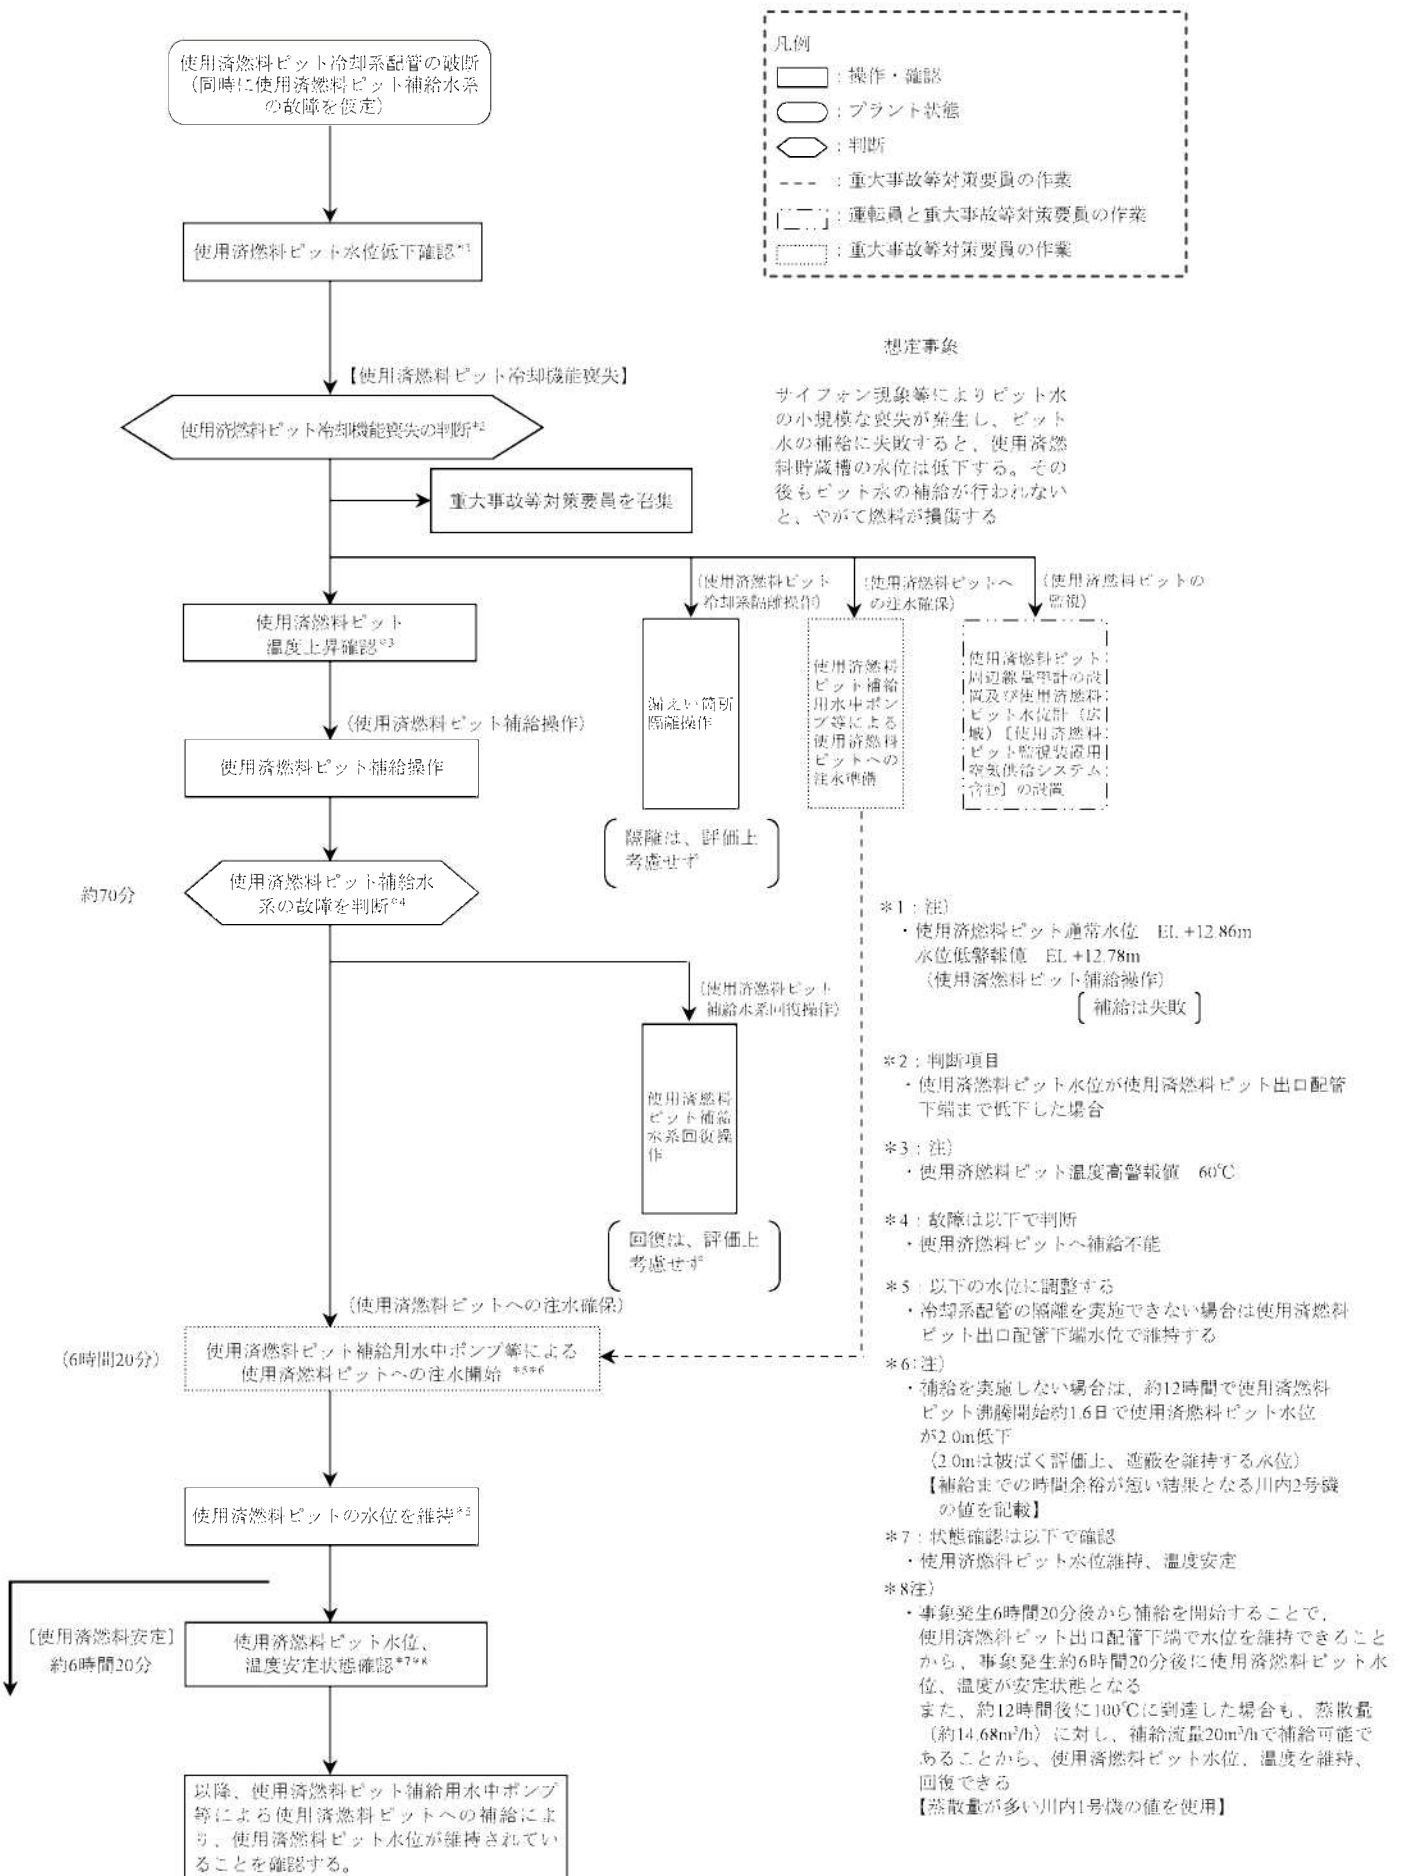 使用済燃料ピット冷却系配管の破断
（同時に使用済燃料ピット補給水系
の故障を仮定）
凡例
：操作・確認
：プラント状態
：判断
：重大事故等対策要員の作業
：運転員と重大事故等対策要員の作業
：重大事故等対策要員の作業
使用済燃料ピット水位低下確認*1
想定事象
サイフォン現象等によりピット水
の小規模な喪失が発生し、ピット
水の補給に失敗すると、使用済燃
料貯蔵槽の水位は低下する。その
後もピット水の補給が行われない
と、やがて燃料が損傷する
【使用済燃料ピット冷却機能喪失】
使用済燃料ピット冷却機能喪失の判断*2
重大事故等対策要員を召集
（使用済燃料ピット
冷却系隔離操作）
（使用済燃料ピットへ
の注水確保）
（使用済燃料ピットの
監視）
使用済燃料ピット
温度上昇確認*3
漏えい箇所
隔離操作
使用済燃料
ピット補給
用水中ポン
プ等による
使用済燃料
ピットへの
注水準備
使用済燃料ピット
周辺線量率計の設
置及び使用済燃料
ピット水位計（広
域）［使用済燃料
ピット監視装置用
空気供給システム
含む］の設置
（使用済燃料ピット補給操作）
使用済燃料ピット補給操作
隔離は、評価上
考慮せず
約70分
使用済燃料ピット補給水
系の故障を判断*4
（使用済燃料ピット
補給水系回復操作）
使用済燃料
ピット補給
水系回復操
作
回復は、評価上
考慮せず
＊1：注）
・使用済燃料ピット通常水位　EL +12.86m
水位低警報値　EL +12.78m
（使用済燃料ピット補給操作）
［補給は失敗］
＊2：判断項目
・使用済燃料ピット水位が使用済燃料ピット出口配管
下端まで低下した場合
＊3：注）
・使用済燃料ピット温度高警報値　60℃
＊4：故障は以下で判断
・使用済燃料ピットへ補給不能
＊5：以下の水位に調整する
・冷却系配管の隔離を実施できない場合は使用済燃料
ピット出口配管下端水位で維持する
＊6：注）
・補給を実施しない場合は、約12時間で使用済燃料
ピット沸騰開始約1.6日で使用済燃料ピット水位
が2.0m低下
（2.0mは被ばく評価上、遮蔽を維持する水位）
【補給までの時間余裕が短い結果となる川内2号機
の値を記載】
＊7：状態確認は以下で確認
・使用済燃料ピット水位維持、温度安定
＊8注）
・事象発生6時間20分後から補給を開始することで、
使用済燃料ピット出口配管下端で水位を維持できること
から、事象発生約6時間20分後に使用済燃料ピット水
位、温度が安定状態となる
また、約12時間後に100℃に到達した場合も、蒸散量
（約14.68m³/h）に対し、補給流量20m³/hで補給可能で
あることから、使用済燃料ピット水位、温度を維持、
回復できる
【蒸散量が多い川内1号機の値を使用】
（使用済燃料ピットへの注水確保）
（6時間20分）
使用済燃料ピット補給用水中ポンプ等による
使用済燃料ピットへの注水開始 *5*6
使用済燃料ピットの水位を維持*5
［使用済燃料安定］
約6時間20分
使用済燃料ピット水位、
温度安定状態確認*7*8
以降、使用済燃料ピット補給用水中ポンプ
等による使用済燃料ピットへの補給によ
り、使用済燃料ピット水位が維持されてい
ることを確認する。